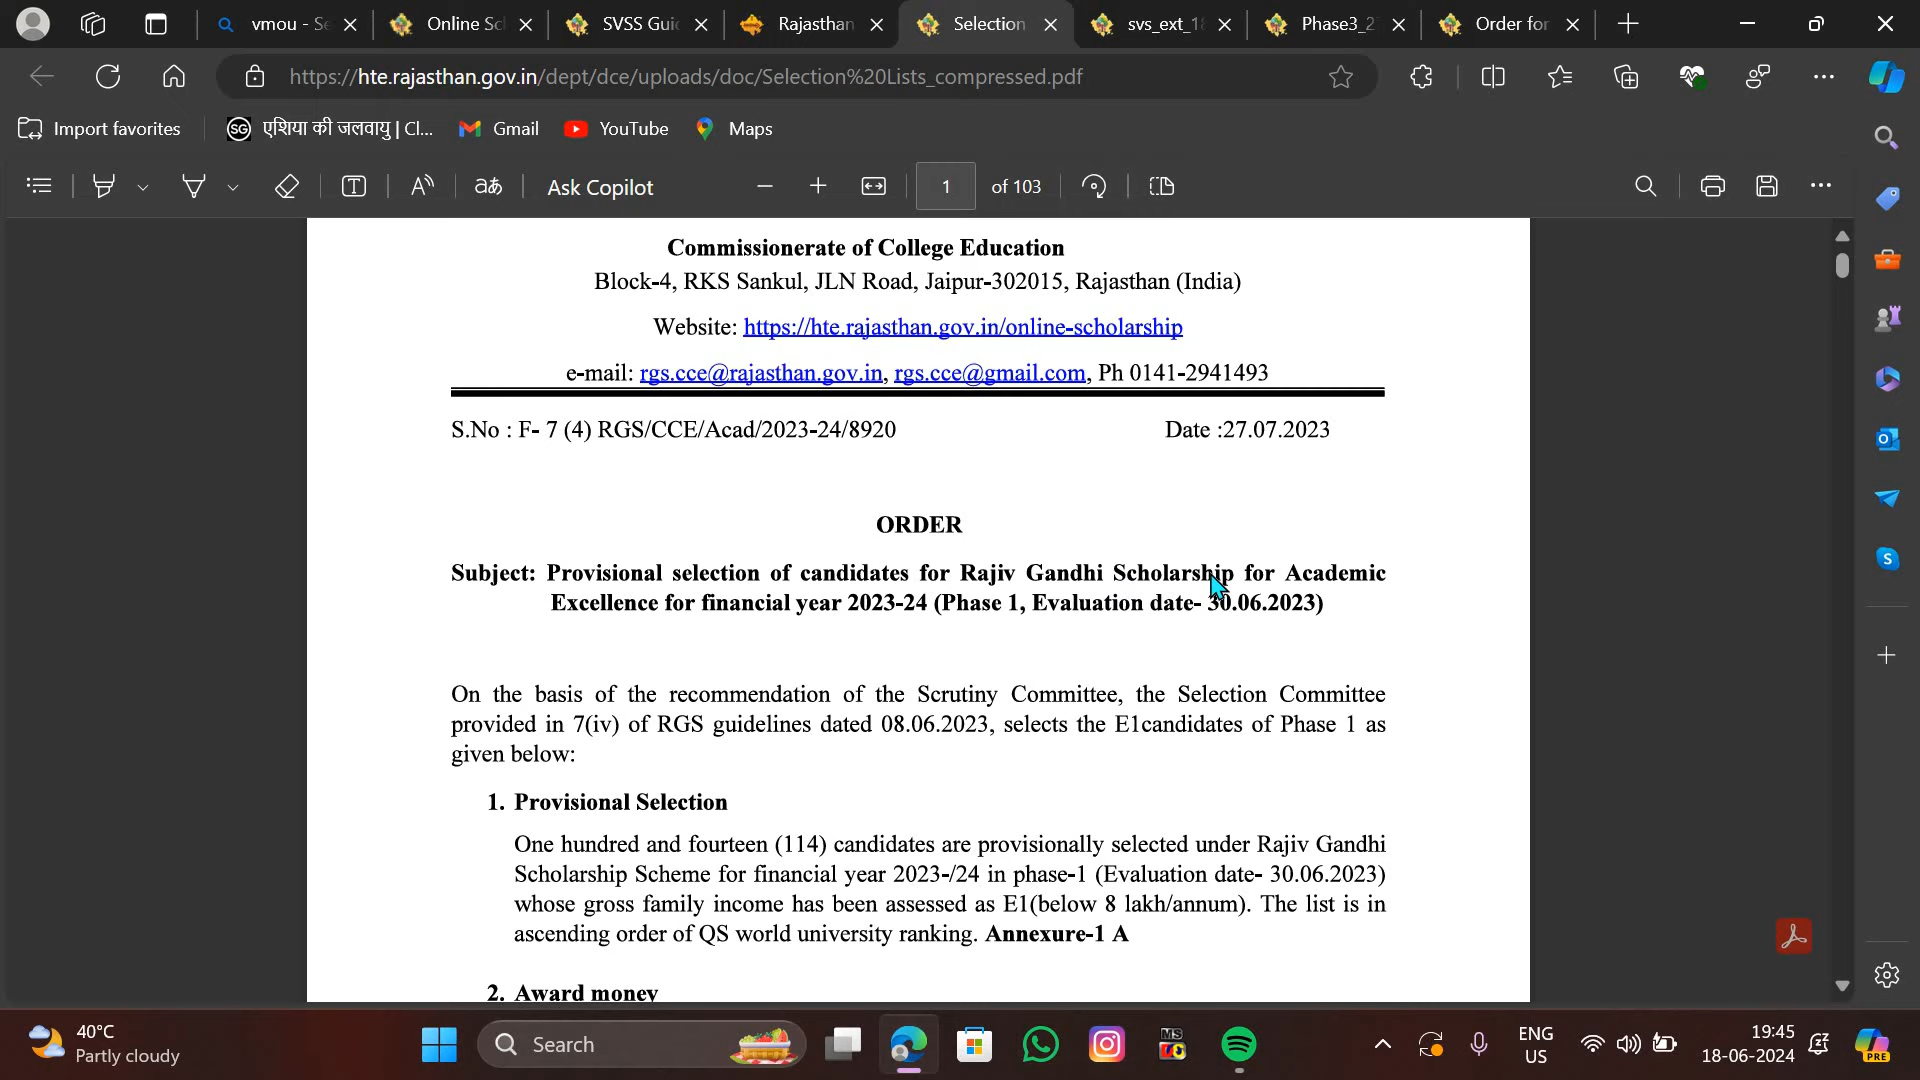 vmou - Se
Online Sch
SVSS Guid
Rajasthan
Selection
svs_ext_18
Phase3_2
Order for
https://hte.rajasthan.gov.in/dept/dce/uploads/doc/Selection%20Lists_compressed.pdf
Import favorites
SG एशिया की जलवायु | Cl...
Gmail
YouTube
Maps
Ask Copilot
1 of 103
Commissionerate of College Education
Block-4, RKS Sankul, JLN Road, Jaipur-302015, Rajasthan (India)
Website: https://hte.rajasthan.gov.in/online-scholarship
e-mail: rgs.cce@rajasthan.gov.in, rgs.cce@gmail.com, Ph 0141-2941493
S.No : F- 7 (4) RGS/CCE/Acad/2023-24/8920 Date :27.07.2023
ORDER
Subject: Provisional selection of candidates for Rajiv Gandhi Scholarship for Academic
Excellence for financial year 2023-24 (Phase 1, Evaluation date- 30.06.2023)
On the basis of the recommendation of the Scrutiny Committee, the Selection Committee
provided in 7(iv) of RGS guidelines dated 08.06.2023, selects the E1candidates of Phase 1 as
given below:
1. Provisional Selection
One hundred and fourteen (114) candidates are provisionally selected under Rajiv Gandhi
Scholarship Scheme for financial year 2023-/24 in phase-1 (Evaluation date- 30.06.2023)
whose gross family income has been assessed as E1(below 8 lakh/annum). The list is in
ascending order of QS world university ranking. Annexure-1 A
2. Award money
40°C
Partly cloudy
Search
ENG
US
19:45
18-06-2024
PRE